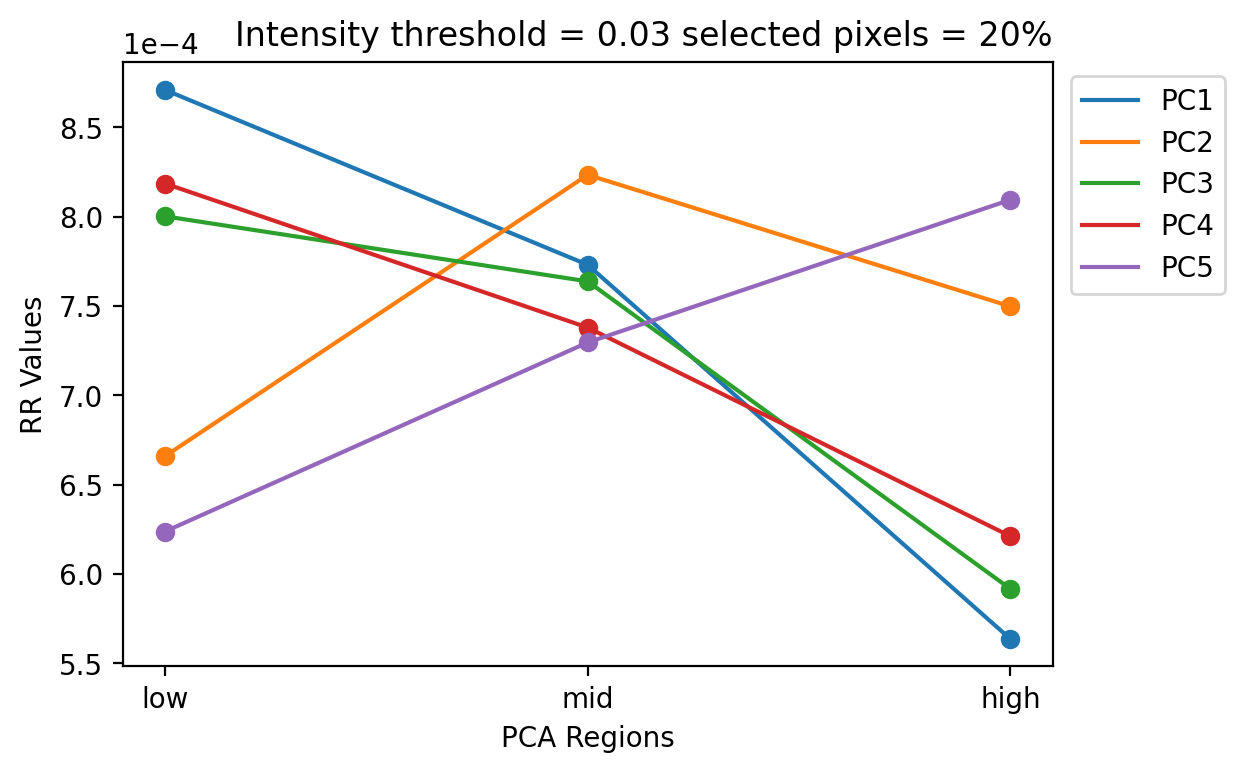 Intensity threshold = 0.03 selected pixels = 20%
1e−4
8.5
8.0
7.5
7.0
6.5
6.0
5.5
RR Values
low mid high
PCA Regions
PC1
PC2
PC3
PC4
PC5